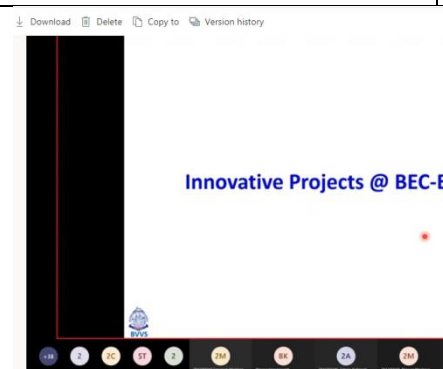 Download Delete Copy to Version history
Innovative Projects @ BEC-B
BVVS
+38 2 2C ST 2 2M BK 2A 2M